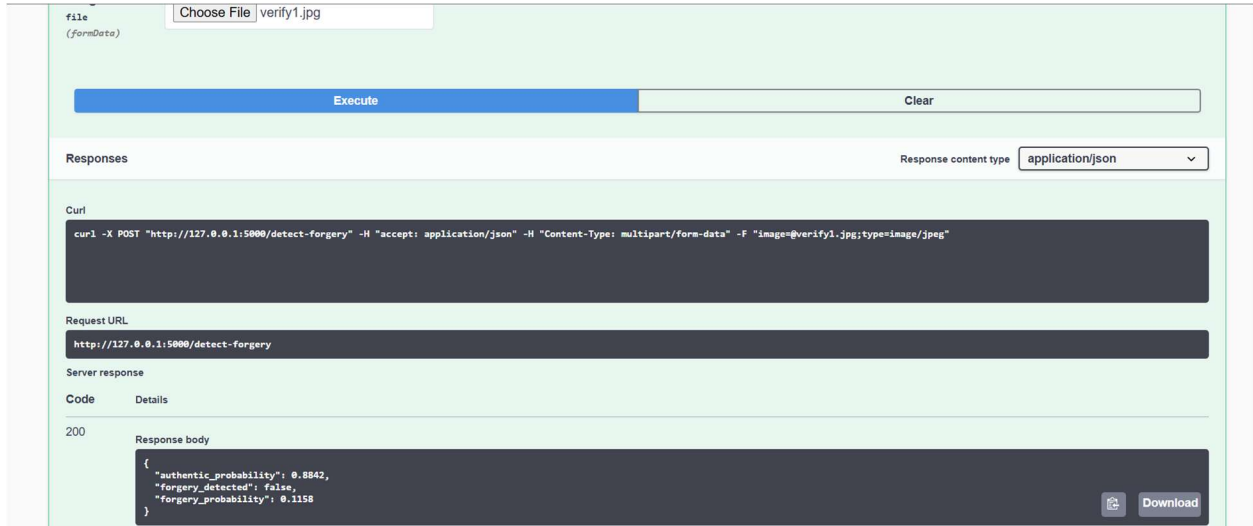 file
Choose File verify1.jpg
(formData)
Execute
Clear
Responses
Response content type application/json
Curl
curl -X POST "http://127.0.0.1:5000/detect-forgery" -H "accept: application/json" -H "Content-Type: multipart/form-data" -F "image=@verify1.jpg;type=image/jpeg"
Request URL
http://127.0.0.1:5000/detect-forgery
Server response
Code Details
200
Response body
{
"authentic_probability": 0.8842,
"forgery_detected": false,
"forgery_probability": 0.1158
}
Download